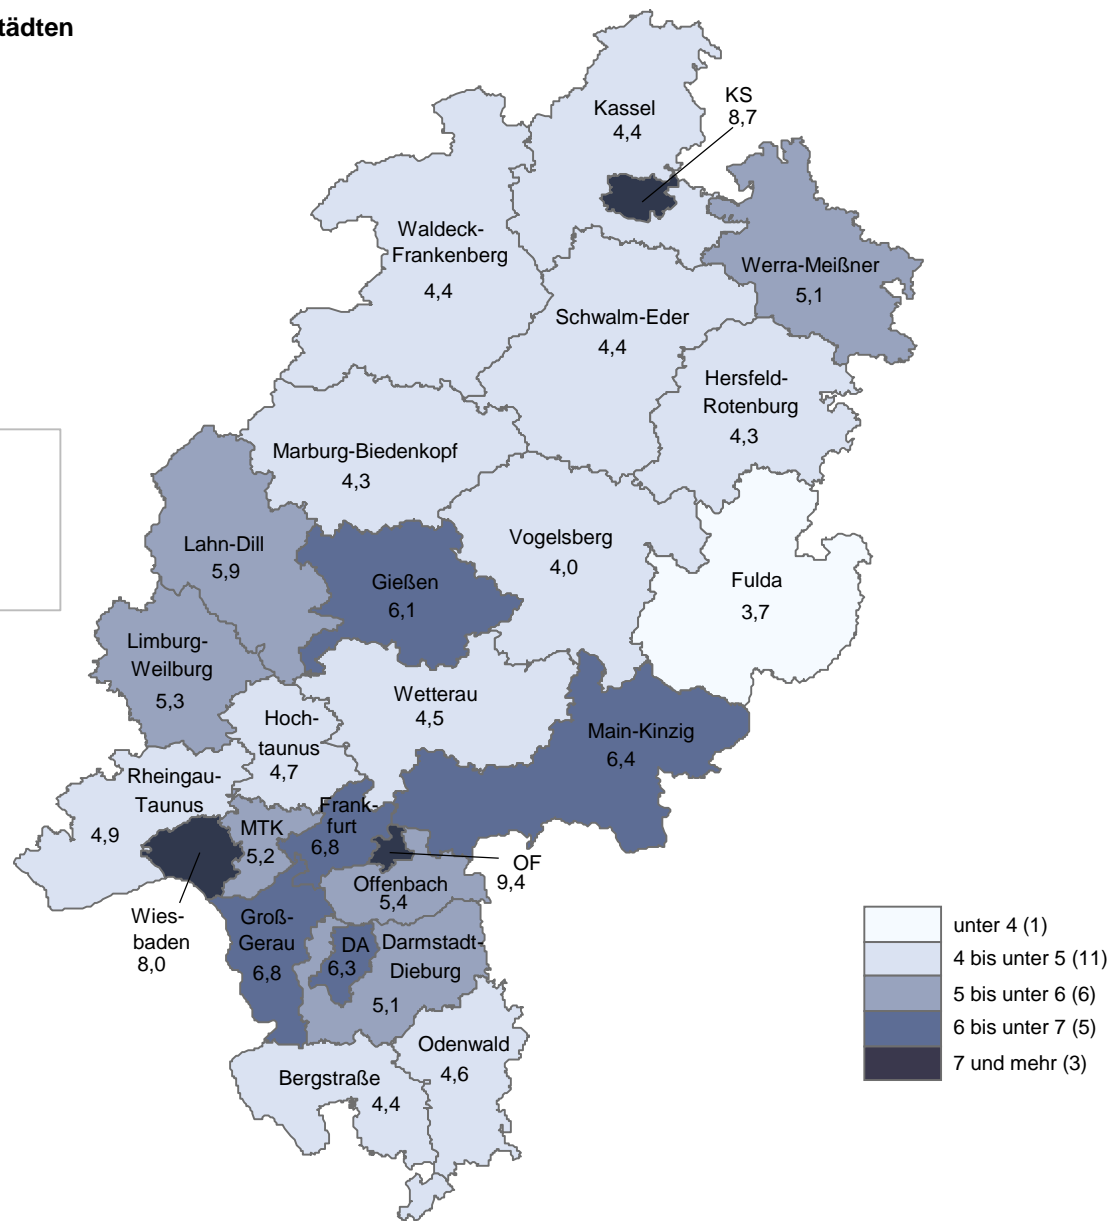 tädten
Kassel
4,4
KS
8,7
Waldeck-
Frankenberg
4,4
Werra-Meißner
5,1
Schwalm-Eder
4,4
Hersfeld-
Rotenburg
4,3
Marburg-Biedenkopf
4,3
Lahn-Dill
5,9
Gießen
6,1
Vogelsberg
4,0
Fulda
3,7
Limburg-
Weilburg
5,3
Wetterau
4,5
Hoch-
taunus
4,7
Main-Kinzig
6,4
Rheingau-
Taunus
4,9
MTK
5,2
Frank-
furt
6,8
OF
9,4
Offenbach
5,4
Wies-
baden
8,0
Groß-
Gerau
6,8
DA
6,3
Darmstadt-
Dieburg
5,1
Odenwald
4,6
Bergstraße
4,4
unter 4 (1)
4 bis unter 5 (11)
5 bis unter 6 (6)
6 bis unter 7 (5)
7 und mehr (3)